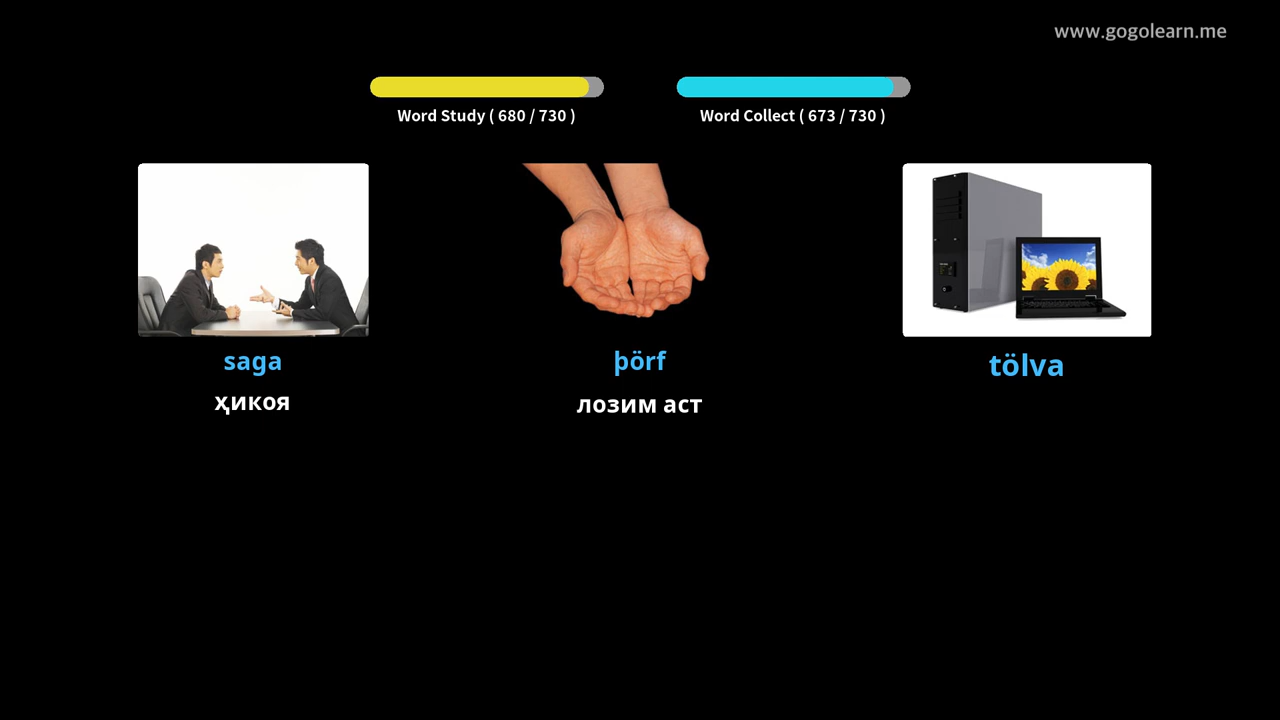 www.gogolearn.me
Word Study ( 680 / 730 )
Word Collect ( 673 / 730 )
saga
þörf
tölva
ҳикоя
лозим аст